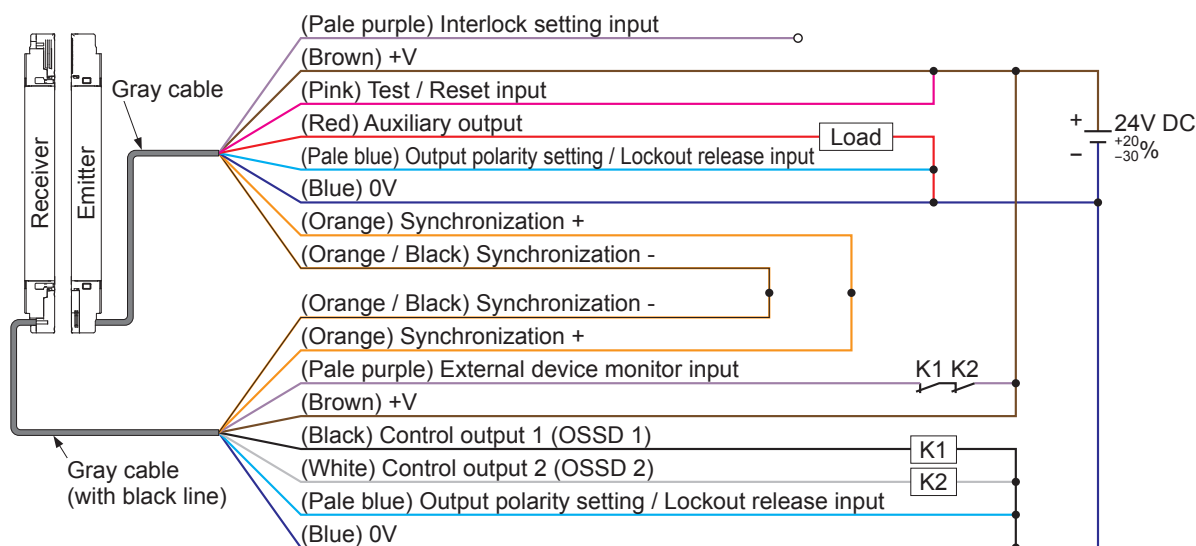 (Pale purple) Interlock setting input
(Brown) +V
Gray cable
(Pink) Test / Reset input
(Red) Auxiliary output
Load
+
24V DC
+20
−30 %
−
(Pale blue) Output polarity setting / Lockout release input
(Blue) 0V
Receiver
Emitter
(Orange) Synchronization +
(Orange / Black) Synchronization -
(Orange / Black) Synchronization -
(Orange) Synchronization +
(Pale purple) External device monitor input
K1 K2
(Brown) +V
(Black) Control output 1 (OSSD 1)
K1
Gray cable
(with black line)
(White) Control output 2 (OSSD 2)
K2
(Pale blue) Output polarity setting / Lockout release input
(Blue) 0V